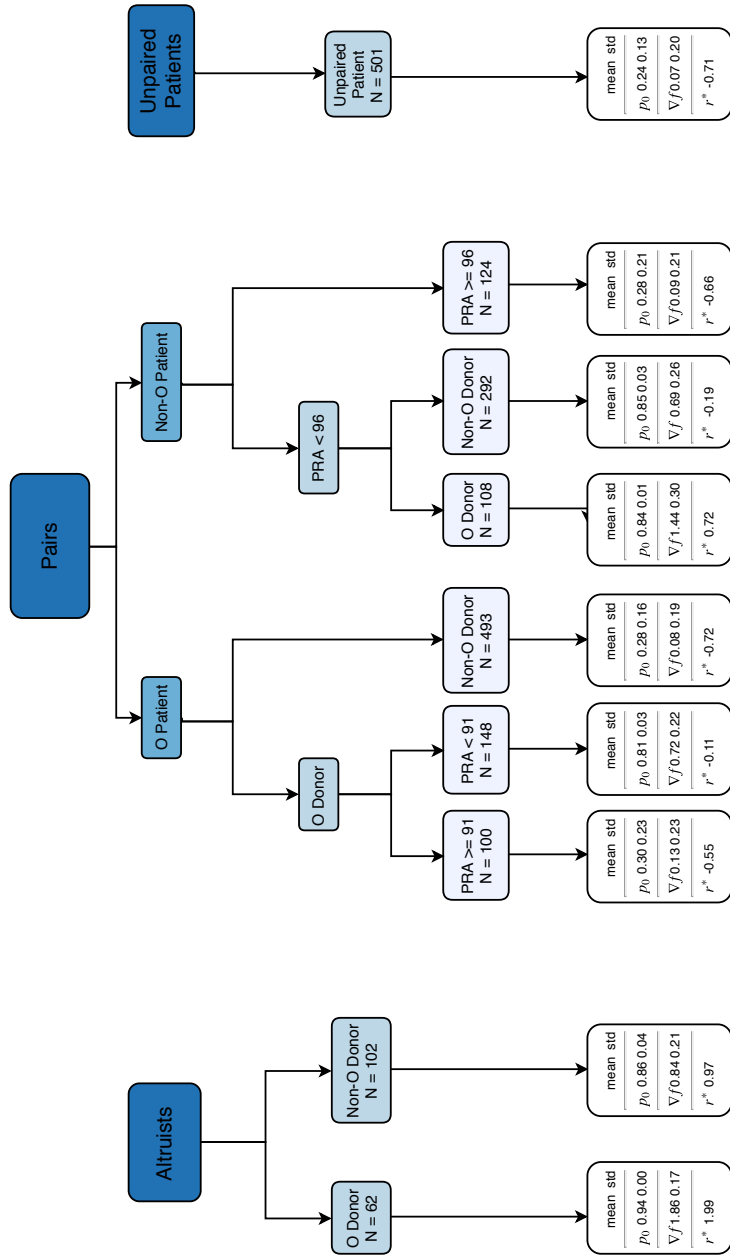 Altruists
O Donor
N = 62
Non-O Donor
N = 102
mean std
p₀ 0.94 0.00
∇f 1.86 0.17
r* 1.99
mean std
p₀ 0.86 0.04
∇f 0.84 0.21
r* 0.97
Pairs
O Patient
Non-O Patient
O Donor
PRA < 96
PRA >= 91
N = 100
PRA < 91
N = 148
Non-O Donor
N = 493
O Donor
N = 108
Non-O Donor
N = 292
PRA >= 96
N = 124
mean std
p₀ 0.30 0.23
∇f 0.13 0.23
r* -0.55
mean std
p₀ 0.81 0.03
∇f 0.72 0.22
r* -0.11
mean std
p₀ 0.28 0.16
∇f 0.08 0.19
r* -0.72
mean std
p₀ 0.84 0.01
∇f 1.44 0.30
r* 0.72
mean std
p₀ 0.85 0.03
∇f 0.69 0.26
r* -0.19
mean std
p₀ 0.28 0.21
∇f 0.09 0.21
r* -0.66
Unpaired
Patients
Unpaired
Patient
N = 501
mean std
p₀ 0.24 0.13
∇f 0.07 0.20
r* -0.71